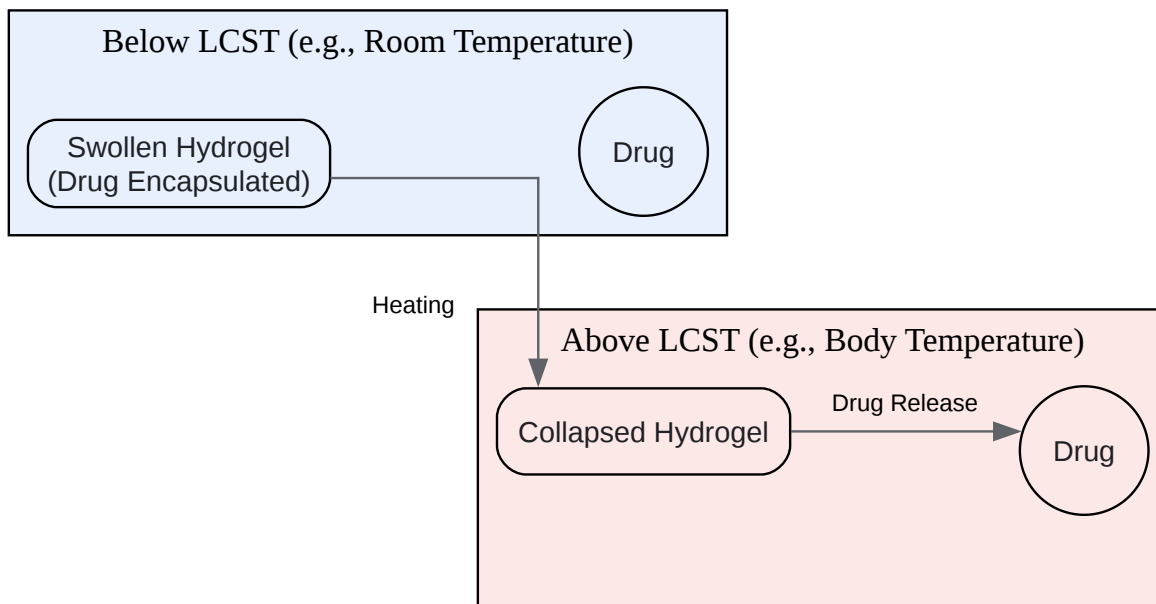 Below LCST (e.g., Room Temperature)
Swollen Hydrogel
(Drug Encapsulated)
Drug
Heating
Above LCST (e.g., Body Temperature)
Collapsed Hydrogel
Drug Release
Drug